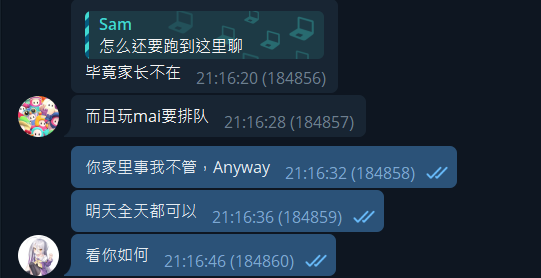 Sam
怎么还要跑到这里聊
毕竟家长不在 21:16:20 (184856)
而且玩mai要排队 21:16:28 (184857)
你家里事我不管，Anyway 21:16:32 (184858)
明天全天都可以 21:16:36 (184859)
看你如何 21:16:46 (184860)